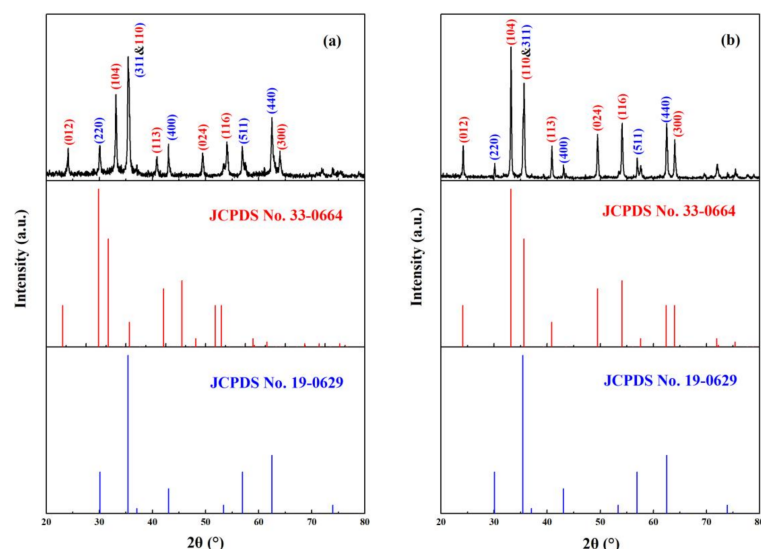 (a)
(012)
(220)
(104)
(311&110)
(113)
(400)
(024)
(116)
(511)
(440)
(300)
JCPDS No. 33-0664
JCPDS No. 19-0629
Intensity (a.u.)
20 30 40 50 60 70 80
2θ (°)
(b)
(012)
(220)
(104)
(110&311)
(113)
(400)
(024)
(116)
(511)
(440)
(300)
JCPDS No. 33-0664
JCPDS No. 19-0629
Intensity (a.u.)
20 30 40 50 60 70 80
2θ (°)